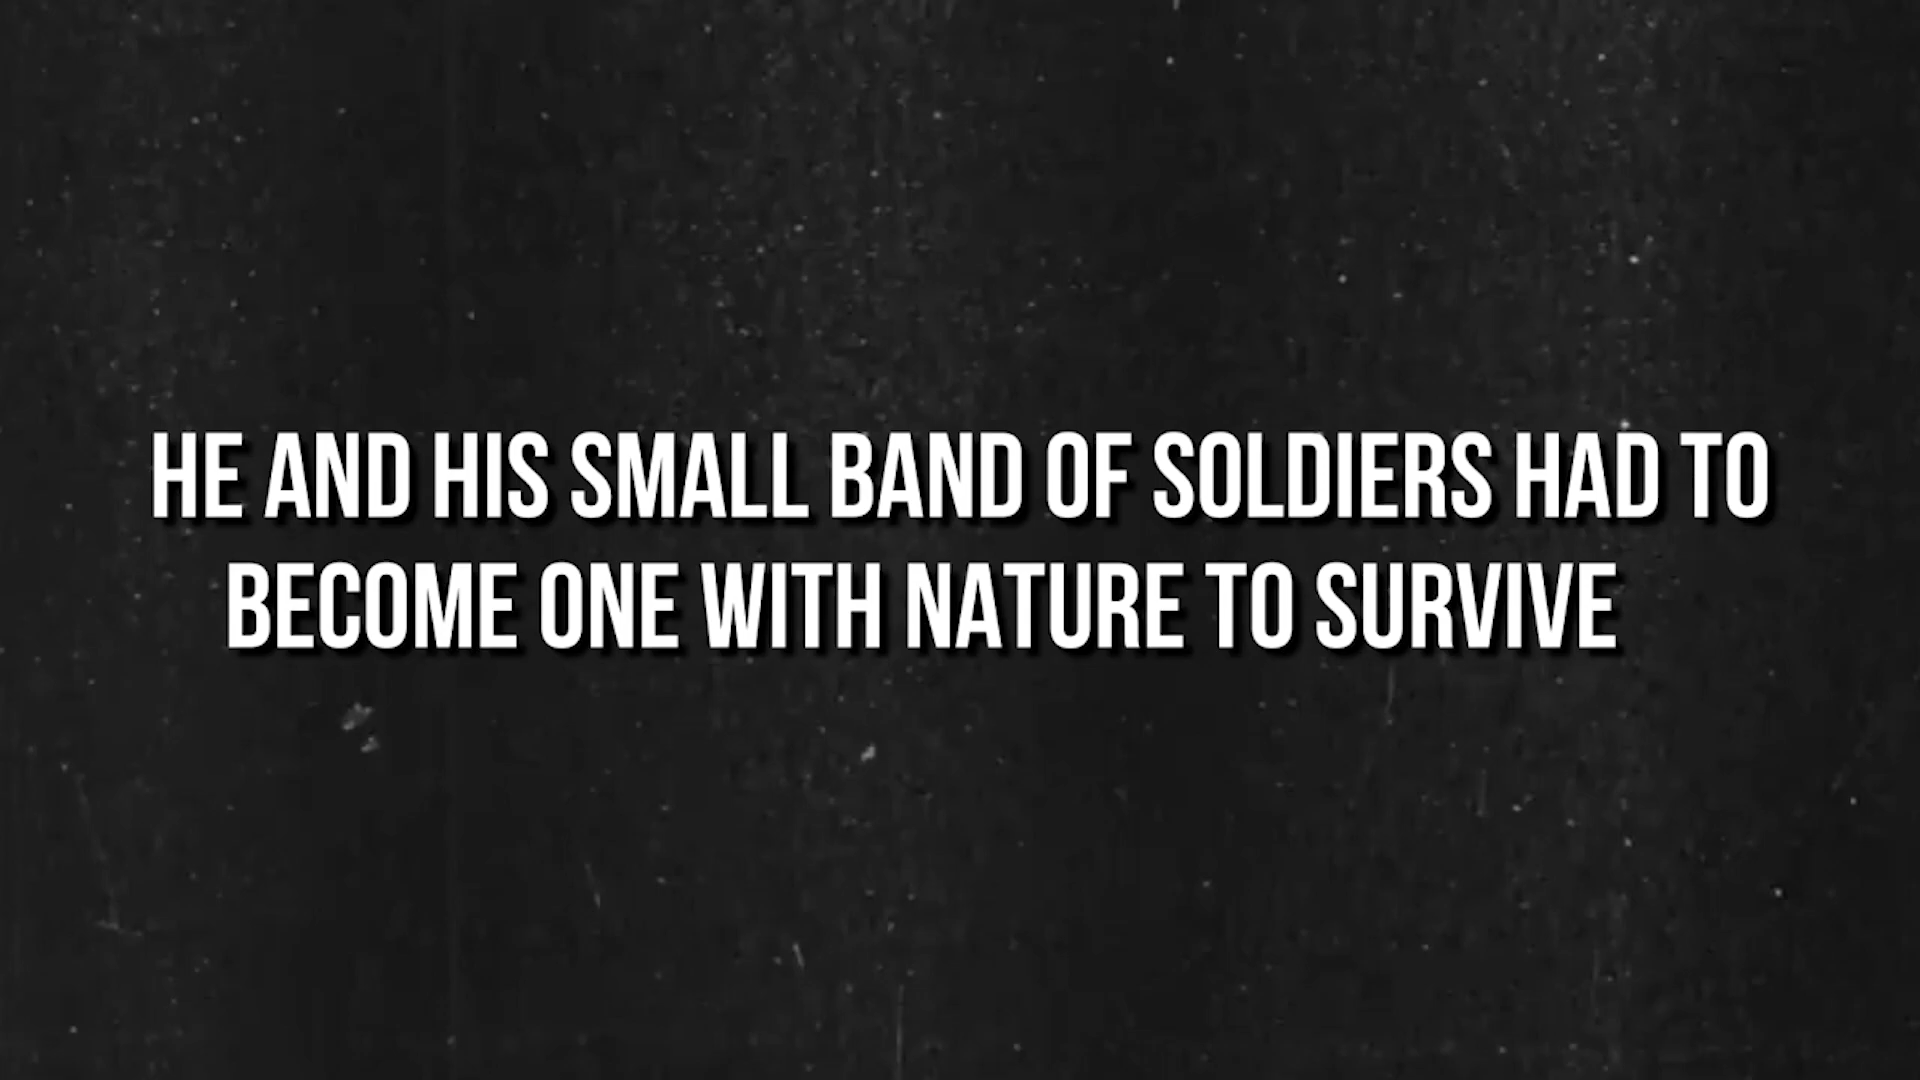 HE AND HIS SMALL BAND OF SOLDIERS HAD TO
BECOME ONE WITH NATURE TO SURVIVE